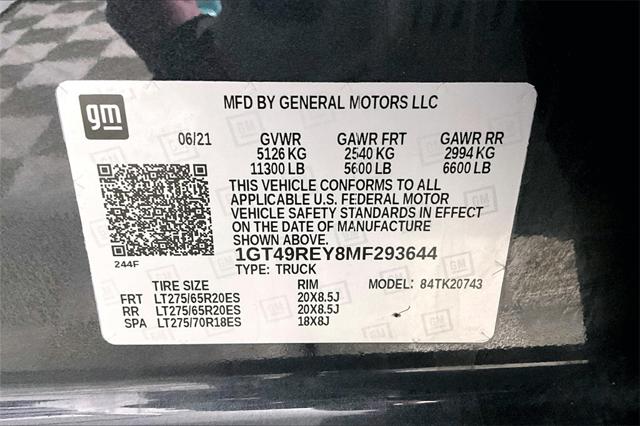 gm
MFD BY GENERAL MOTORS LLC
06/21 GVWR GAWR FRT GAWR RR
5126 KG 2540 KG 2994 KG
11300 LB 5600 LB 6600 LB
THIS VEHICLE CONFORMS TO ALL
APPLICABLE U.S. FEDERAL MOTOR
VEHICLE SAFETY STANDARDS IN EFFECT
ON THE DATE OF MANUFACTURE
SHOWN ABOVE.
244F
1GT49REY8MF293644
TYPE: TRUCK
TIRE SIZE RIM MODEL: 84TK20743
FRT LT275/65R20ES 20X8.5J
RR LT275/65R20ES 20X8.5J
SPA LT275/70R18ES 18X8J